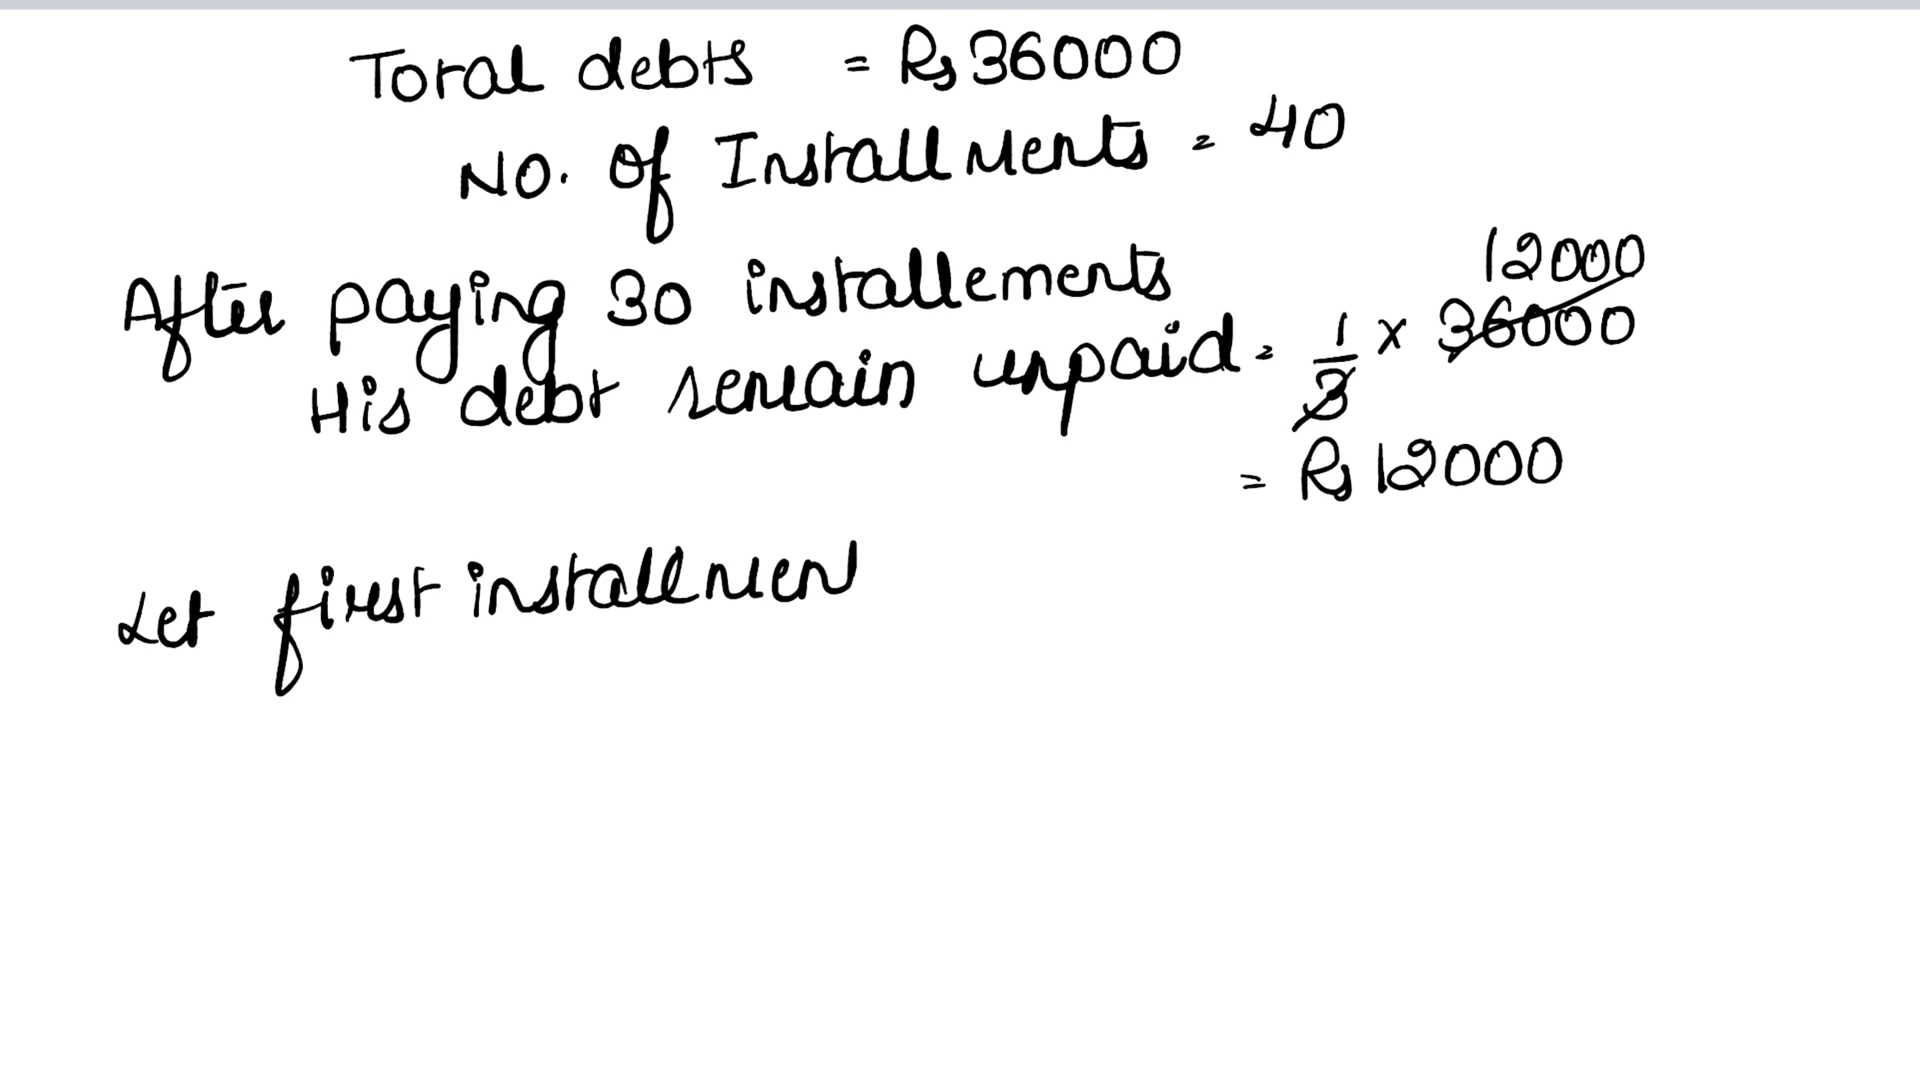 Total debts = Rs 36000
No. of Installments = 40
After paying 30 installements
His debt remain unpaid = 1/3 × 36000 12000
= Rs 12000
Let first installmen